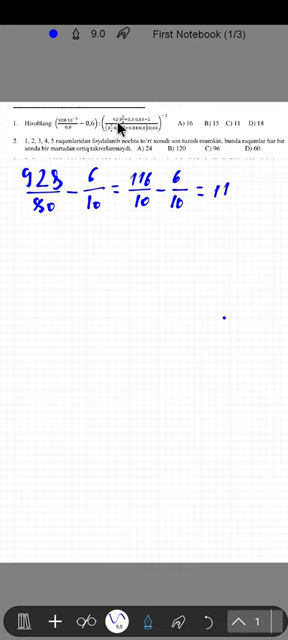 9.0 First Notebook (1/3)
1. Hisoblang A) 16 B) 15 C) 11 D) 18
2. 1, 2, 3, 4, 5 raqamlaridan foydalanib nechta to'rt xonali son tuzish mumkin, bunda raqamlar har bir
sonda bir martadan ortiq takrorlanmaydi. A) 24 B) 120 C) 96 D) 60
928/80 - 6/10 = 116/10 - 6/10 = 11
9,0 1